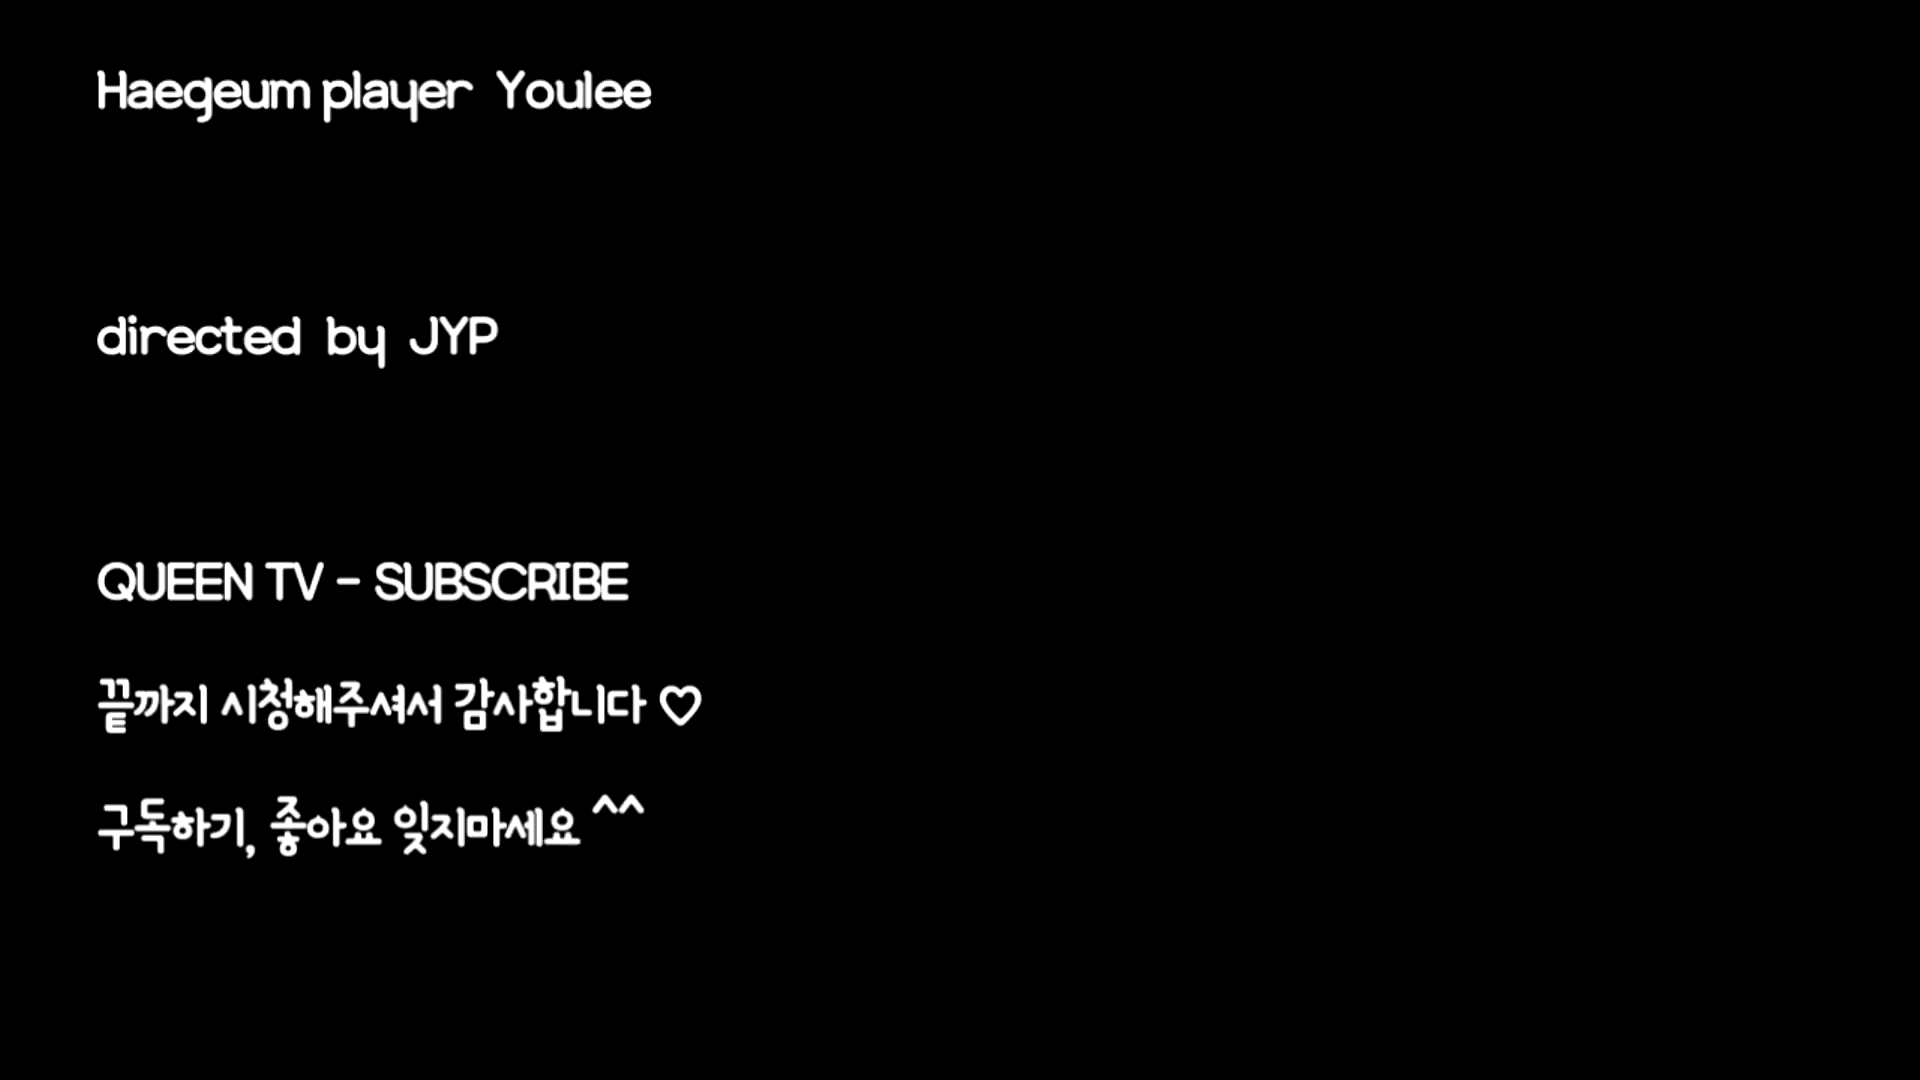 Haegeum player Youlee
directed by JYP
QUEEN TV - SUBSCRIBE
끝까지 시청해주셔서 감사합니다 ♡
구독하기, 좋아요 잊지마세요 ^^